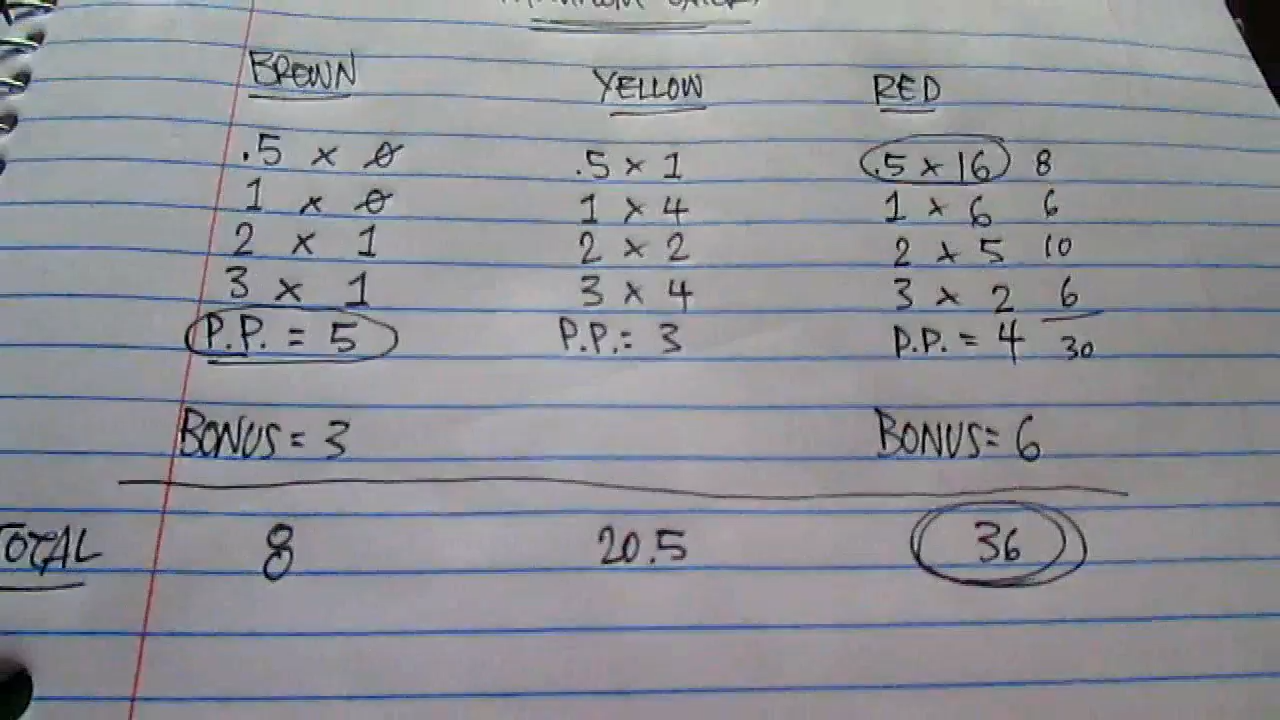 BROWN YELLOW RED
.5 x 0 .5 x 1 .5 x 16 8
1 x 0 1 x 4 1 x 6 6
2 x 1 2 x 2 2 x 5 10
3 x 1 3 x 4 3 x 2 6
P.P. = 5 P.P.= 3 P.P. = 4 30
BONUS = 3 BONUS= 6
TOTAL 8 20.5 36